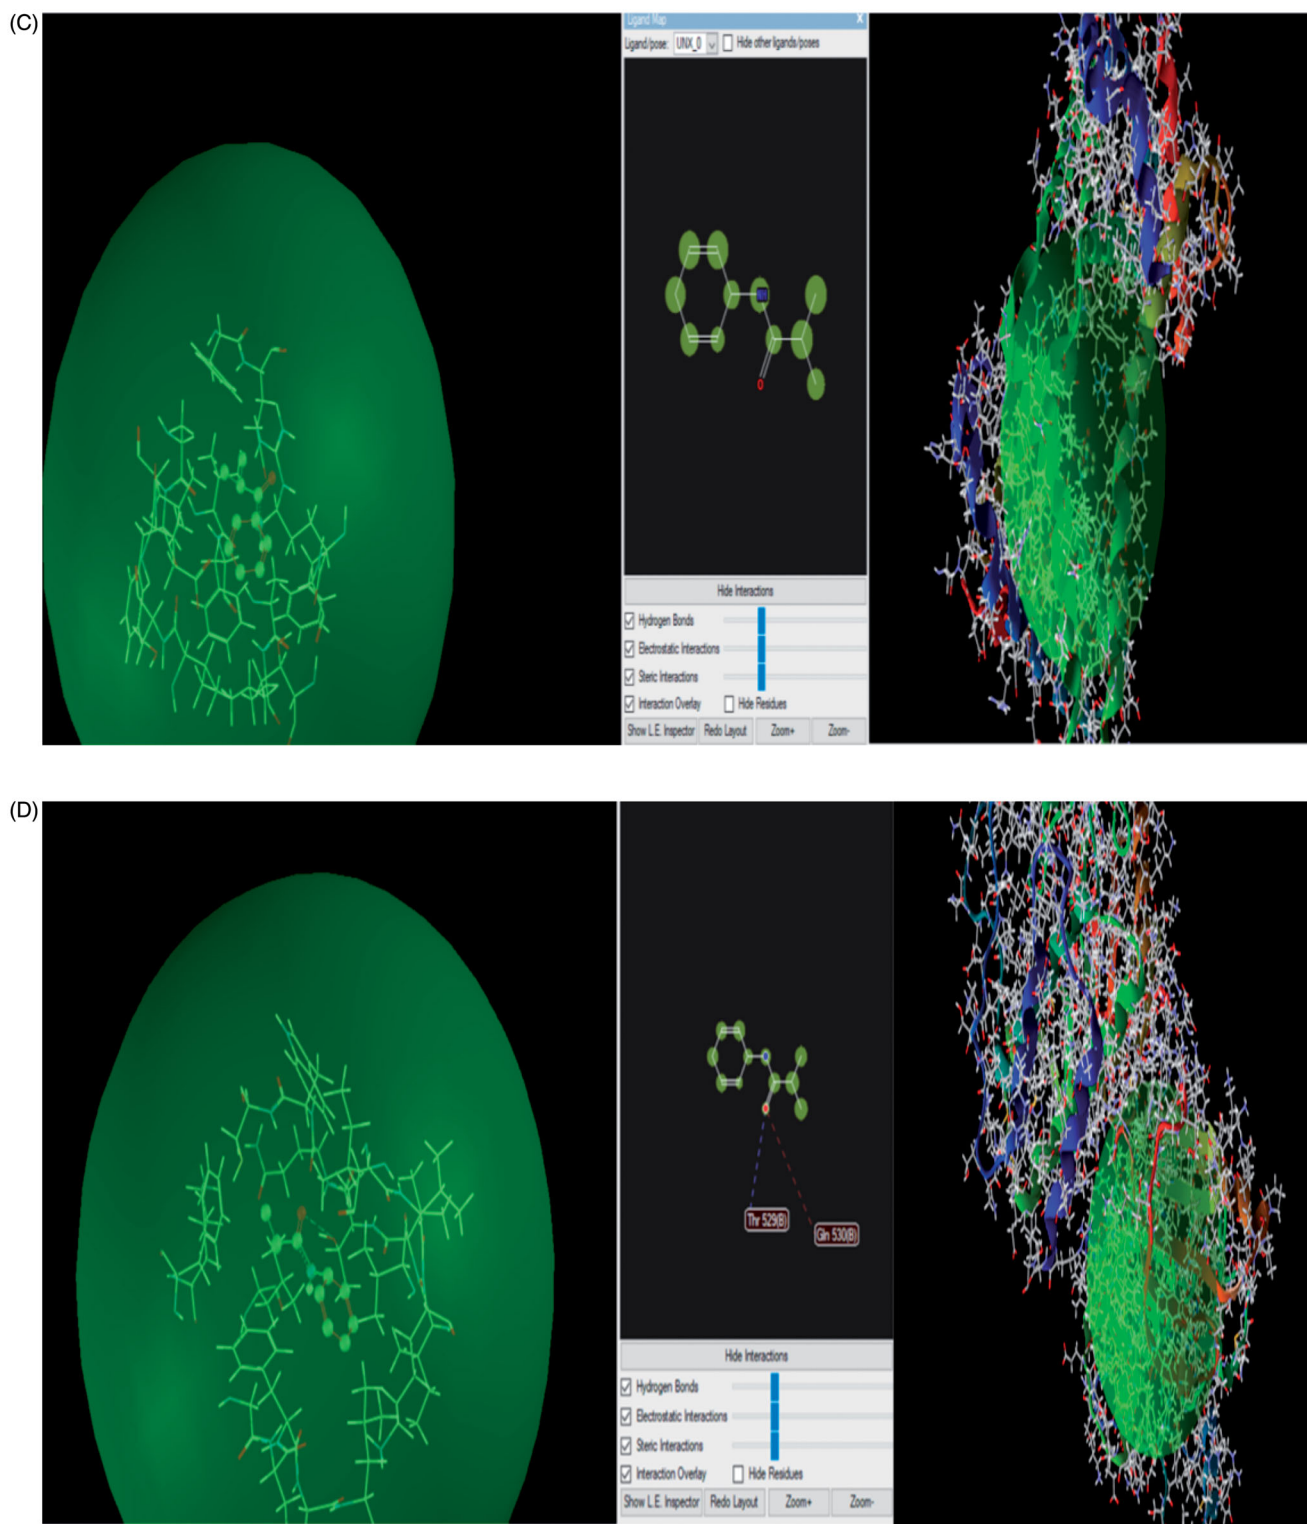 (C)
Ligand Map X
Ligand/pose: UNX_0 Hide other ligands/poses
O
Hide Interactions
Hydrogen Bonds
Electrostatic Interactions
Steric Interactions
Interaction Overlay Hide Residues
Show L.E. Inspector Redo Layout Zoom+ Zoom-
(D)
Thr 529(B)
Gln 530(B)
Hide Interactions
Hydrogen Bonds
Electrostatic Interactions
Steric Interactions
Interaction Overlay Hide Residues
Show L.E. Inspector Redo Layout Zoom+ Zoom-